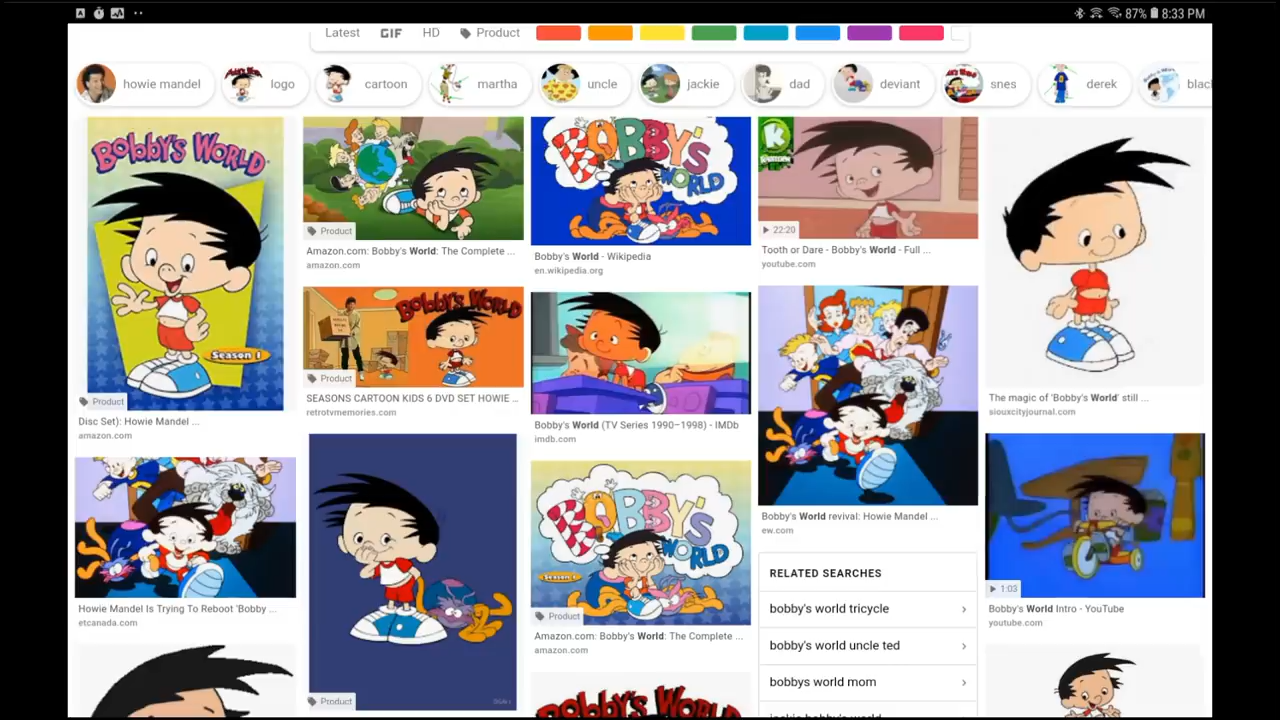 87% 8:33 PM
Latest GIF HD Product
howie mandel logo cartoon martha uncle jackie dad deviant snes derek blac
BOBBY'S WORLD
Season 1
Product
Disc Set): Howie Mandel ...
amazon.com
Howie Mandel Is Trying To Reboot 'Bobby ...
etcanada.com
Product
Amazon.com: Bobby's World: The Complete ...
amazon.com
BOBBY'S WORLD
Product
SEASONS CARTOON KIDS 6 DVD SET HOWIE ...
retrotvmemories.com
Product
BOBBY'S WORLD
Bobby's World - Wikipedia
en.wikipedia.org
Bobby's World (TV Series 1990–1998) - IMDb
imdb.com
BOBBY'S WORLD
Season 1
Product
Amazon.com: Bobby's World: The Complete ...
amazon.com
BOBBY'S WORLD
K
22:20
Tooth or Dare - Bobby's World - Full ...
youtube.com
Bobby's World revival: Howie Mandel ...
ew.com
RELATED SEARCHES
bobby's world tricycle
bobby's world uncle ted
bobbys world mom
jackie bobby's world
The magic of 'Bobby's World' still ...
siouxcityjournal.com
1:03
Bobby's World Intro - YouTube
youtube.com